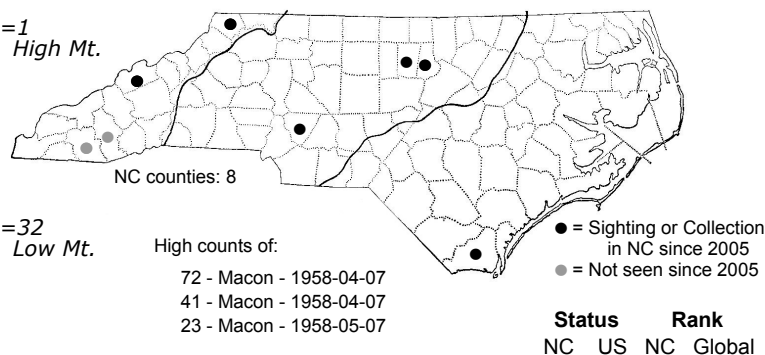 =1
High Mt.
NC counties: 8
=32
Low Mt.
High counts of:
72 - Macon - 1958-04-07
41 - Macon - 1958-04-07
23 - Macon - 1958-05-07
= Sighting or Collection
in NC since 2005
= Not seen since 2005
Status Rank
NC US NC Global